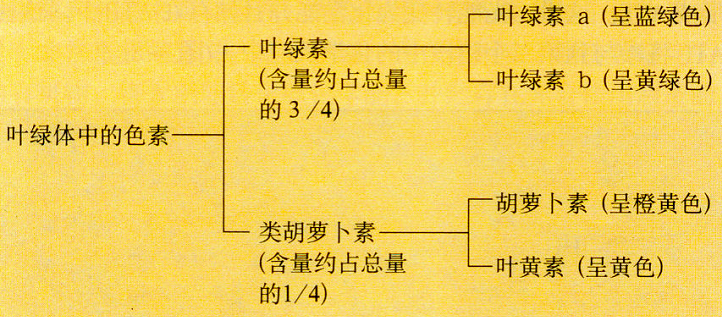 叶绿体中的色素
叶绿素
(含量约占总量
的 3/4)
叶绿素 a (呈蓝绿色)
叶绿素 b (呈黄绿色)
类胡萝卜素
(含量约占总量
的1/4)
胡萝卜素 (呈橙黄色)
叶黄素 (呈黄色)